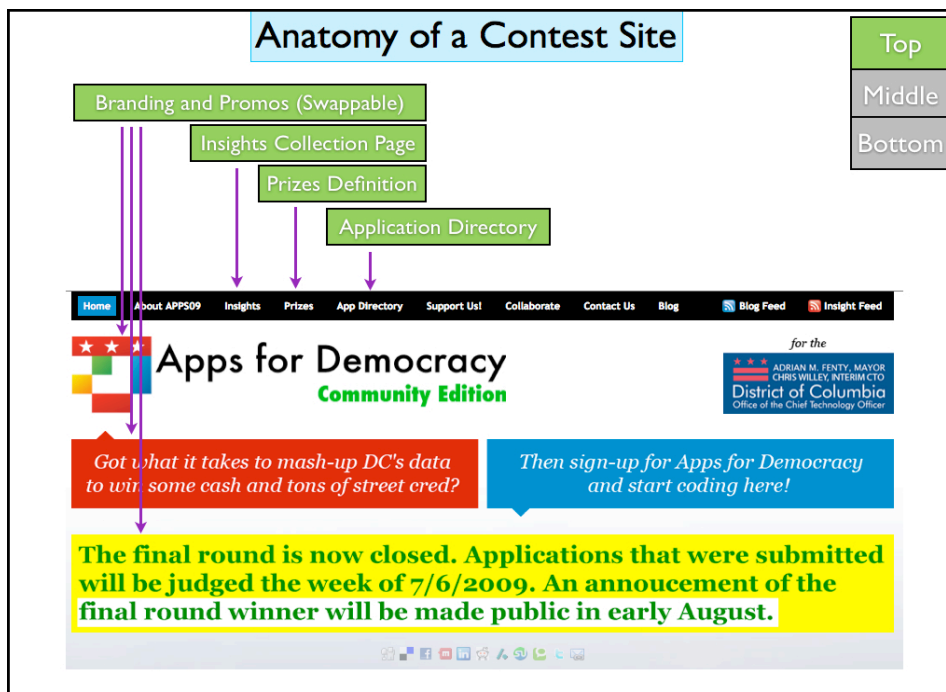 Anatomy of a Contest Site
Top
Middle
Bottom
Branding and Promos (Swappable)
Insights Collection Page
Prizes Definition
Application Directory
Home About APPS09 Insights Prizes App Directory Support Us! Collaborate Contact Us Blog Blog Feed Insight Feed
Apps for Democracy
Community Edition
for the
ADRIAN M. FENTY, MAYOR
CHRIS WILLEY, INTERIM CTO
District of Columbia
Office of the Chief Technology Officer
Got what it takes to mash-up DC's data
to win some cash and tons of street cred?
Then sign-up for Apps for Democracy
and start coding here!
The final round is now closed. Applications that were submitted
will be judged the week of 7/6/2009. An annoucement of the
final round winner will be made public in early August.